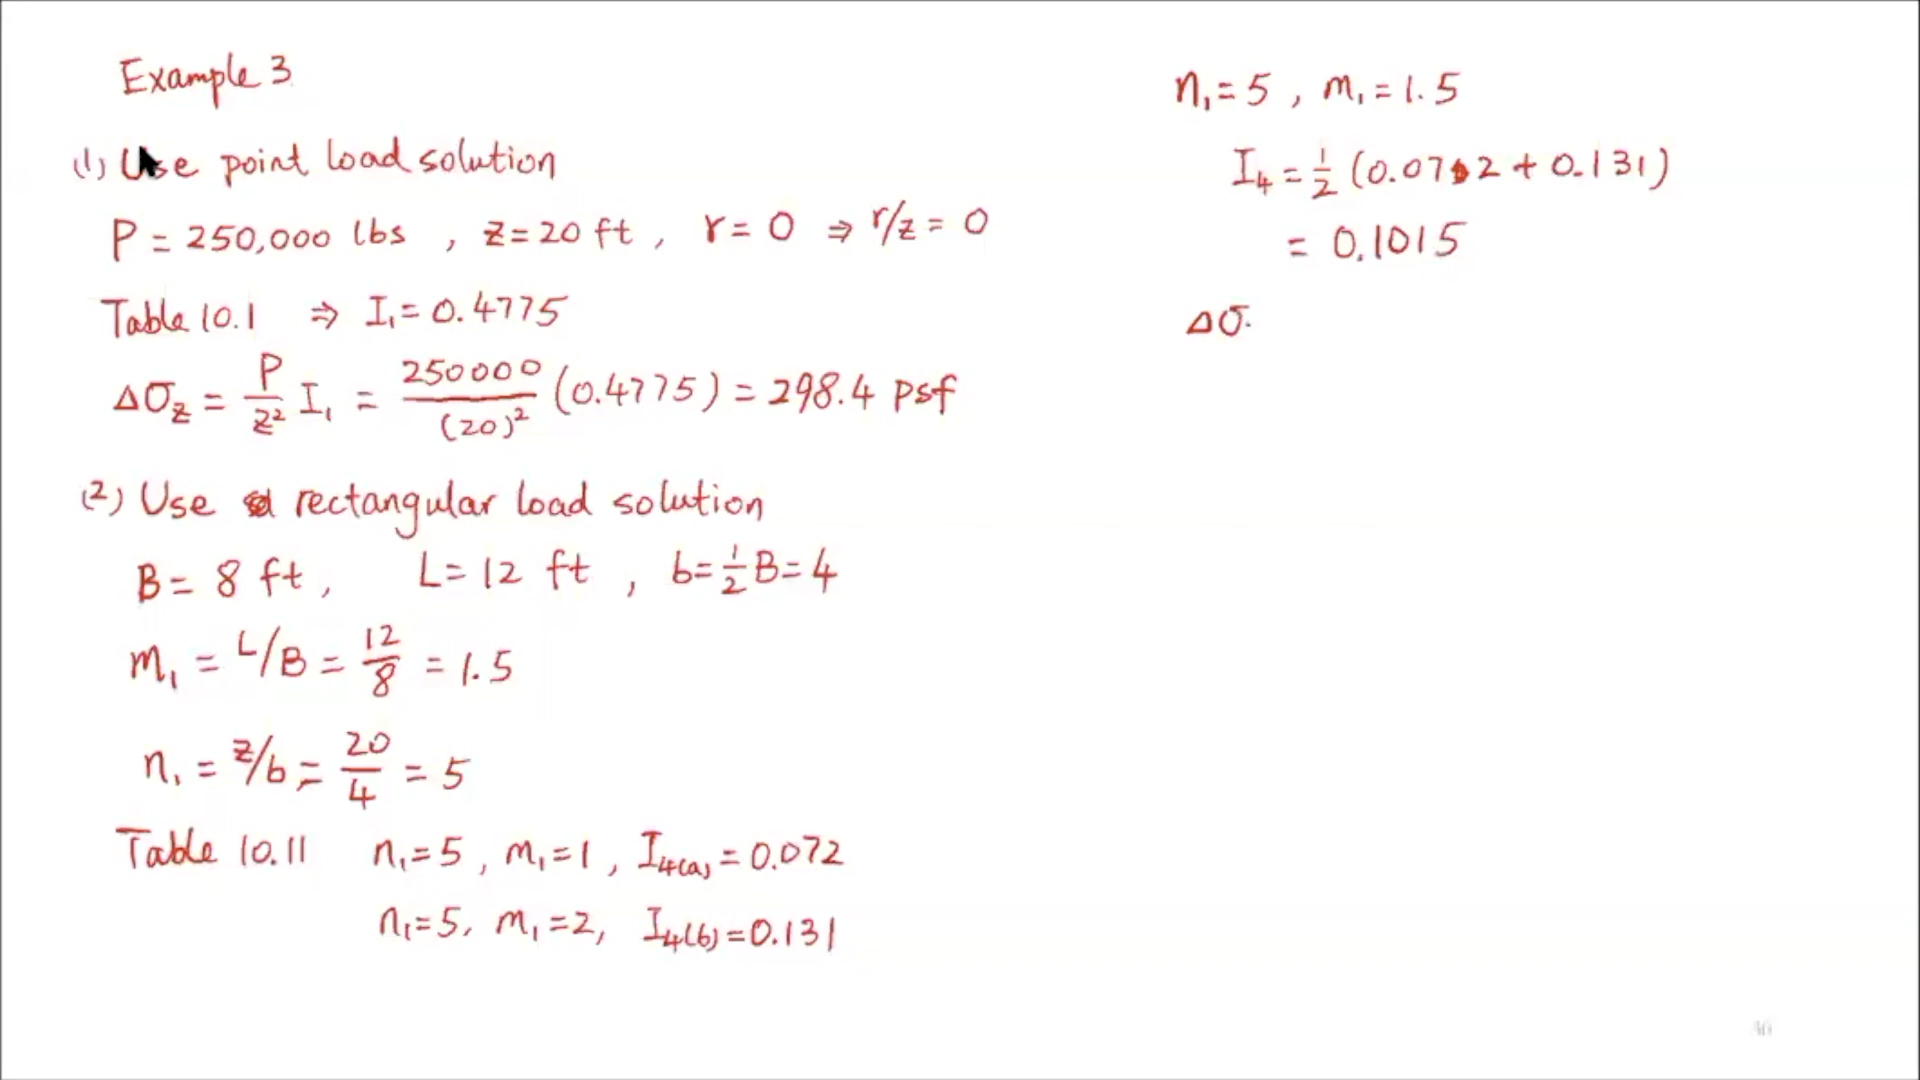 Example 3
(1) Use point load solution
P = 250,000 lbs , z = 20 ft , r = 0 ⇒ r/z = 0
Table 10.1 ⇒ I₁ = 0.4775
Δσz = P/z² I₁ = 250000/(20)² (0.4775) = 298.4 psf
(2) Use rectangular load solution
B = 8 ft , L = 12 ft , b = ½ B = 4
m₁ = L/B = 12/8 = 1.5
n₁ = z/b = 20/4 = 5
Table 10.11 n₁ = 5 , m₁ = 1 , I₄(a) = 0.072
n₁ = 5 , m₁ = 2 , I₄(b) = 0.131
n₁ = 5 , m₁ = 1.5
I₄ = ½ (0.072 + 0.131)
= 0.1015
Δσ